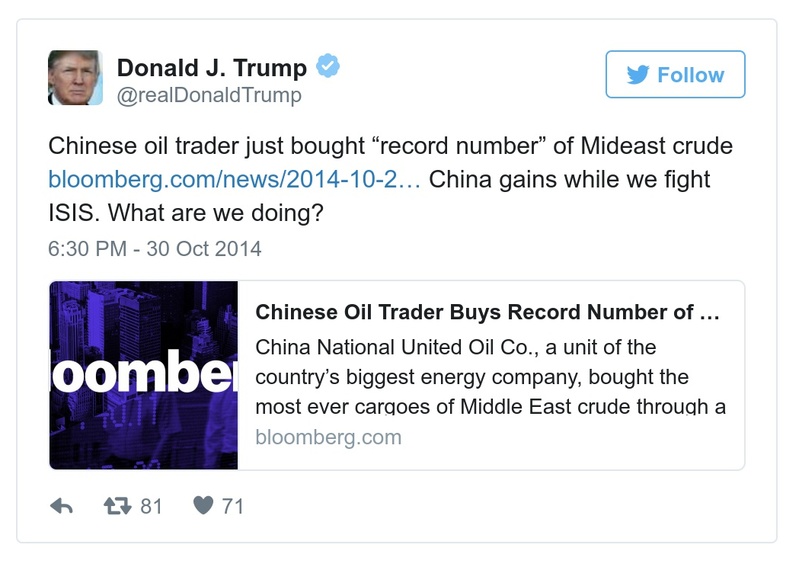 Donald J. Trump
@realDonaldTrump
Follow
Chinese oil trader just bought “record number” of Mideast crude
bloomberg.com/news/2014-10-2… China gains while we fight
ISIS. What are we doing?
6:30 PM - 30 Oct 2014
oombe
Chinese Oil Trader Buys Record Number of …
China National United Oil Co., a unit of the
country’s biggest energy company, bought the
most ever cargoes of Middle East crude through a
bloomberg.com
81
71